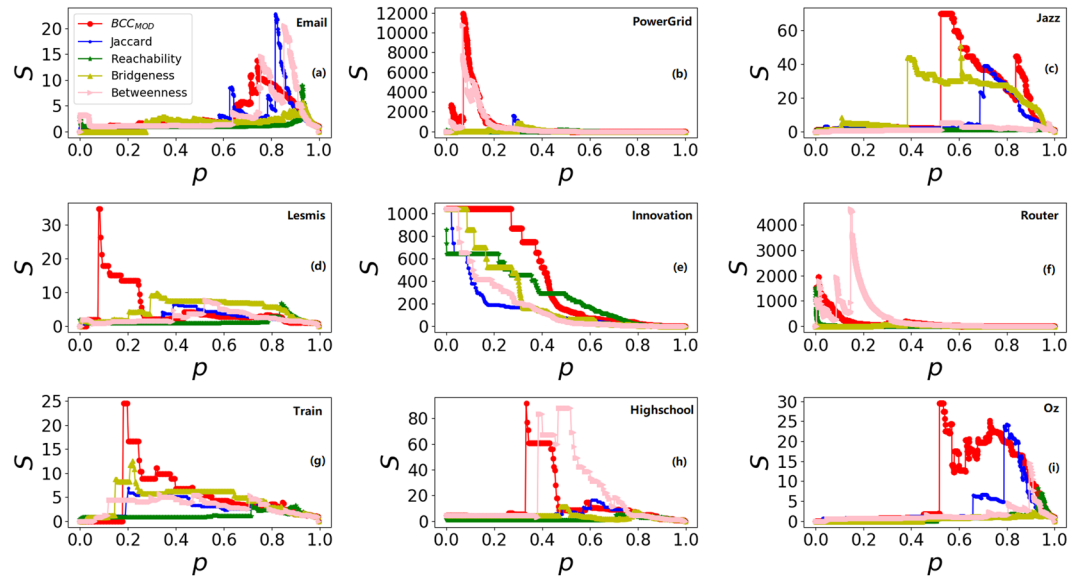 Email
BCC_MOD
Jaccard
Reachability
Bridgeness
Betweenness
(a)
S
0 5 10 15 20
0.0 0.2 0.4 0.6 0.8 1.0
p
PowerGrid
(b)
S
0 2000 4000 6000 8000 10000 12000
0.0 0.2 0.4 0.6 0.8 1.0
p
Jazz
(c)
S
0 20 40 60
0.0 0.2 0.4 0.6 0.8 1.0
p
Lesmis
(d)
S
0 10 20 30
0.0 0.2 0.4 0.6 0.8 1.0
p
Innovation
(e)
S
0 200 400 600 800 1000
0.0 0.2 0.4 0.6 0.8 1.0
p
Router
(f)
S
0 1000 2000 3000 4000
0.0 0.2 0.4 0.6 0.8 1.0
p
Train
(g)
S
0 5 10 15 20 25
0.0 0.2 0.4 0.6 0.8 1.0
p
Highschool
(h)
S
0 20 40 60 80
0.0 0.2 0.4 0.6 0.8 1.0
p
Oz
(i)
S
0 5 10 15 20 25 30
0.0 0.2 0.4 0.6 0.8 1.0
p